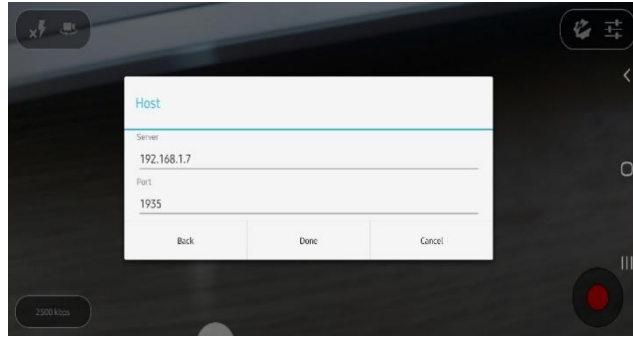 Host
Server
192.168.1.7
Port
1935
Back Done Cancel
2500 kbps